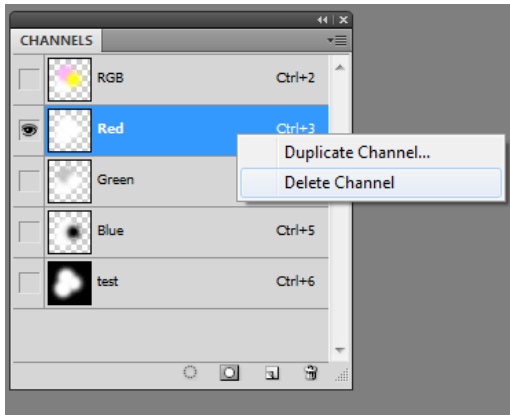 CHANNELS
RGB Ctrl+2
Red Ctrl+3
Duplicate Channel...
Green
Delete Channel
Blue Ctrl+5
test Ctrl+6